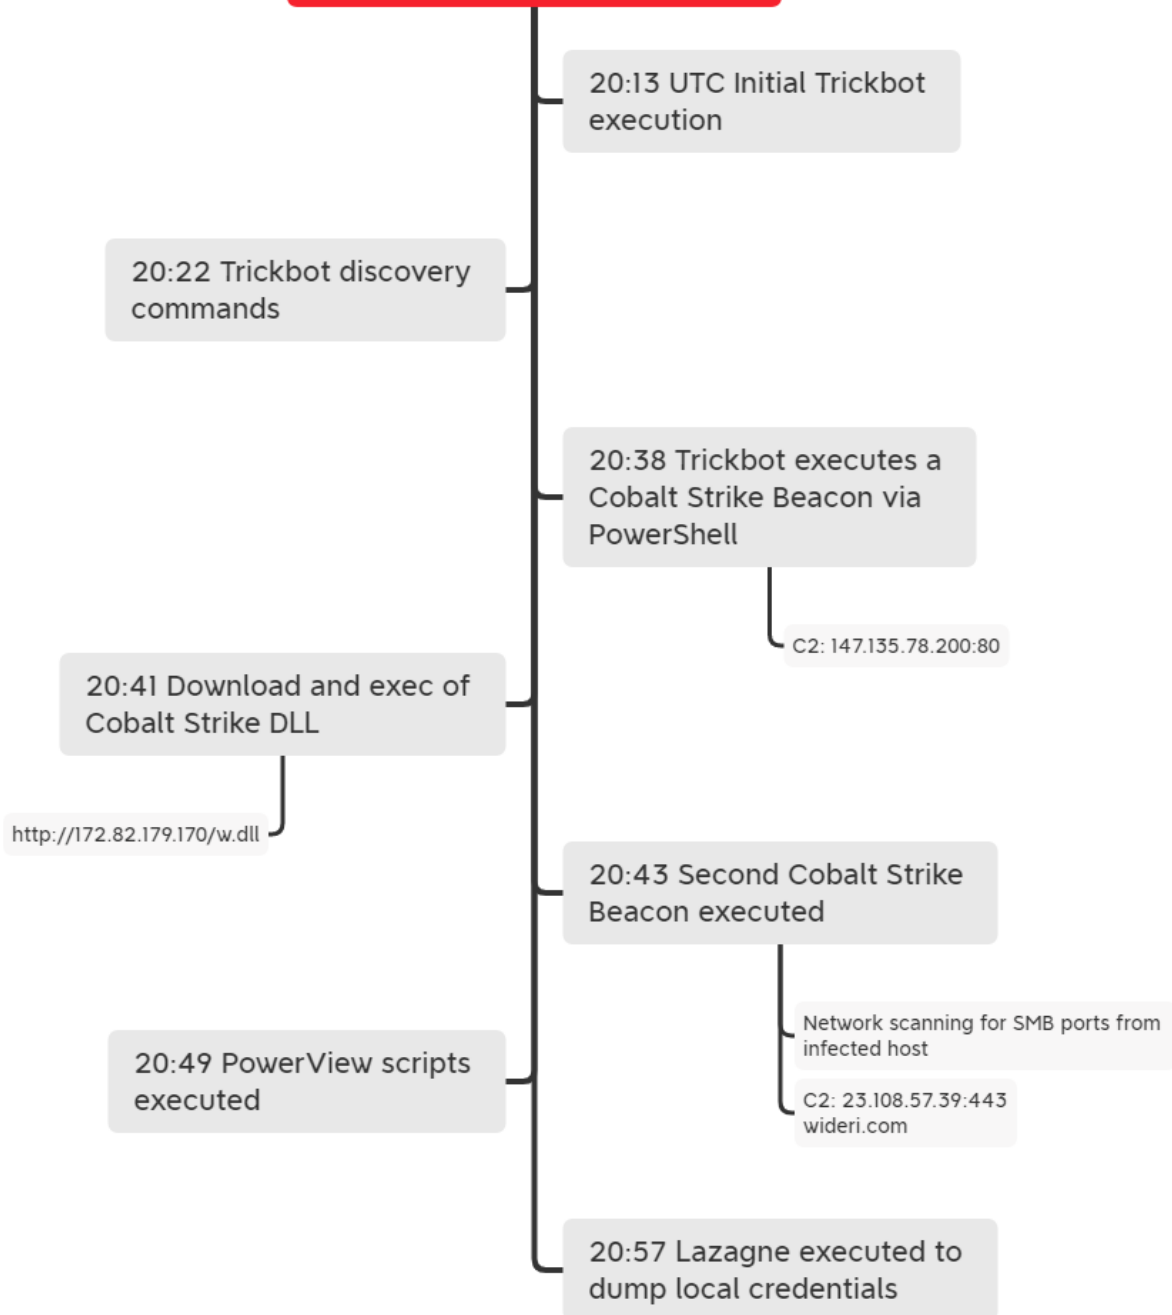 20:13 UTC Initial Trickbot
execution
20:22 Trickbot discovery
commands
20:38 Trickbot executes a
Cobalt Strike Beacon via
PowerShell
C2: 147.135.78.200:80
20:41 Download and exec of
Cobalt Strike DLL
http://172.82.179.170/w.dll
20:43 Second Cobalt Strike
Beacon executed
Network scanning for SMB ports from
infected host
C2: 23.108.57.39:443
wideri.com
20:49 PowerView scripts
executed
20:57 Lazagne executed to
dump local credentials